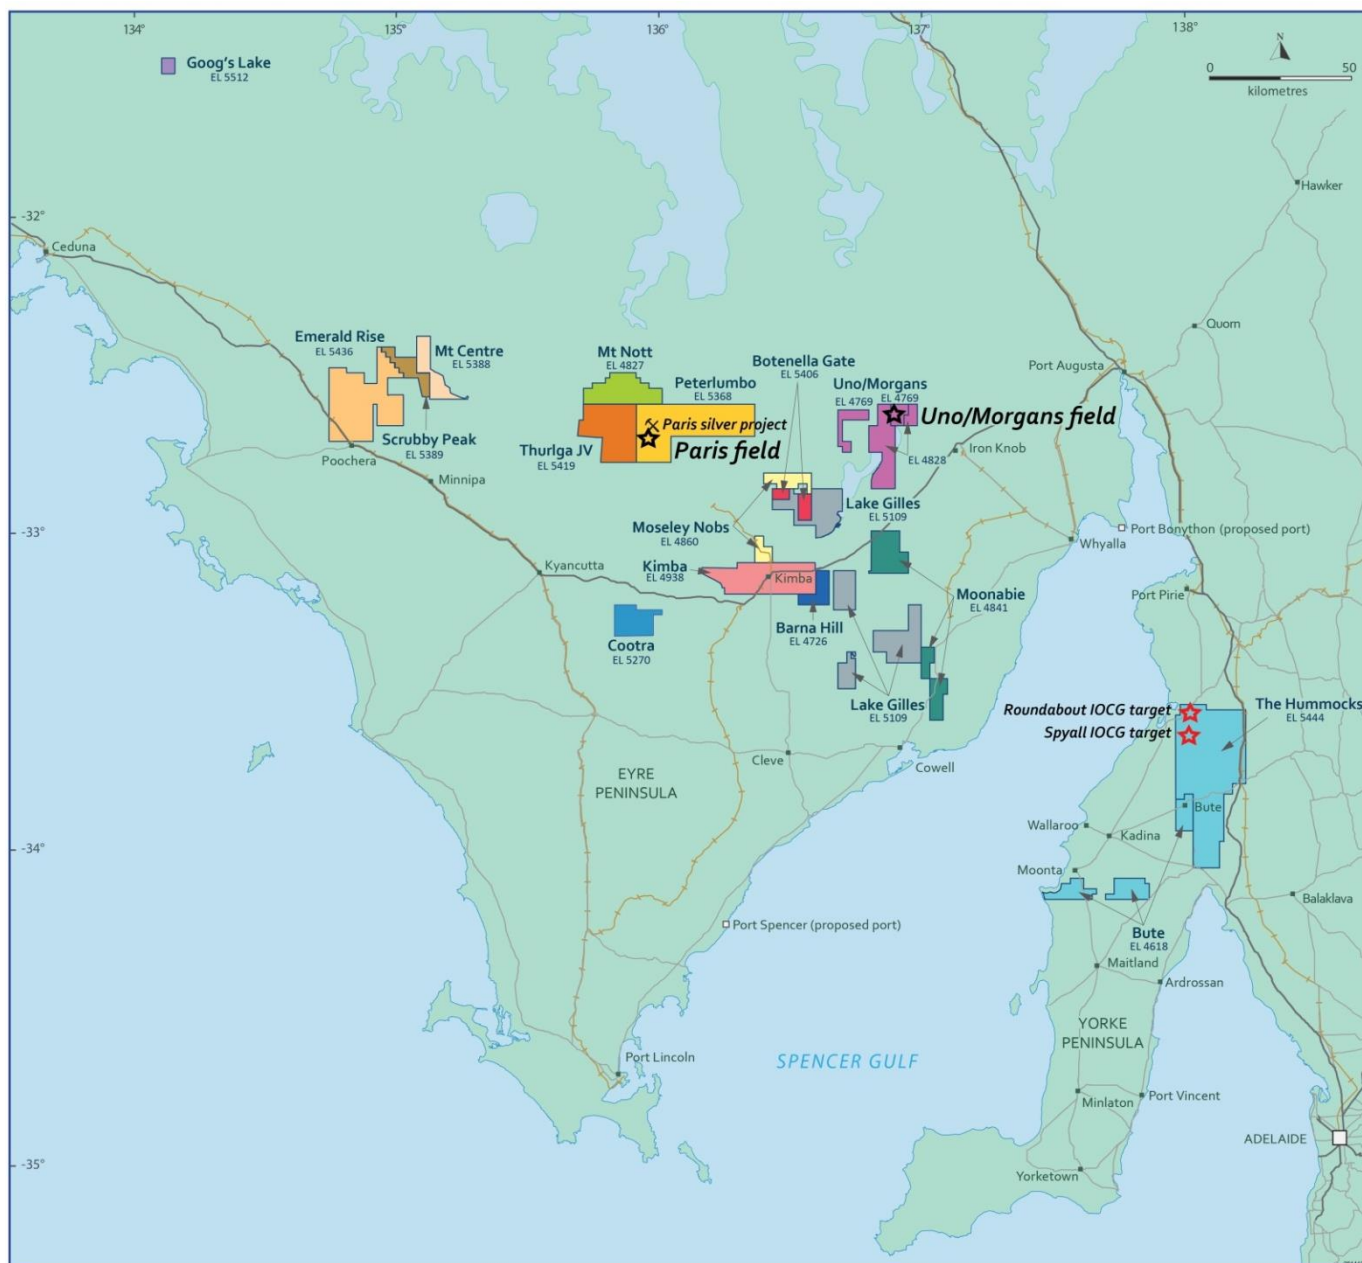 134°
135°
136°
137°
138°
Goog's Lake
EL 5512
N
0
50
kilometres
Hawker
-32°
Ceduna
Quom
Emerald Rise
EL 5436
Mt Centre
EL 5388
Mt Nott
EL 4827
Botenella Gate
EL 5406
Port Augusta
Peterlumbo
EL 5368
Uno/Morgans
EL 4769
EL 4769
Paris silver project
Uno/Morgans field
Scrubby Peak
EL 5389
Thurlga JV
EL 5419
Paris field
Poochera
EL 4828
Iron Knob
Minnipa
Lake Gilles
EL 5109
Moseley Nobs
EL 4860
-33°
Port Bonython (proposed port)
Whyalla
Kimba
EL 4938
Kyancutta
Kimba
Moonabie
EL 4841
Port Pirie
Barna Hill
EL 4726
Cootra
EL 5270
Lake Gilles
EL 5109
Roundabout IOCG target
The Hummocks
EL 5444
Spyall IOCG target
Cleve
Cowell
EYRE
PENINSULA
Bute
Wallaroo
Kadina
-34°
Moonta
Balaklava
Port Spencer (proposed port)
Bute
EL 4618
Maitland
Ardrossan
YORKE
PENINSULA
Port Lincoln
SPENCER GULF
Minlaton
Port Vincent
ADELAIDE
-35°
Yorketown